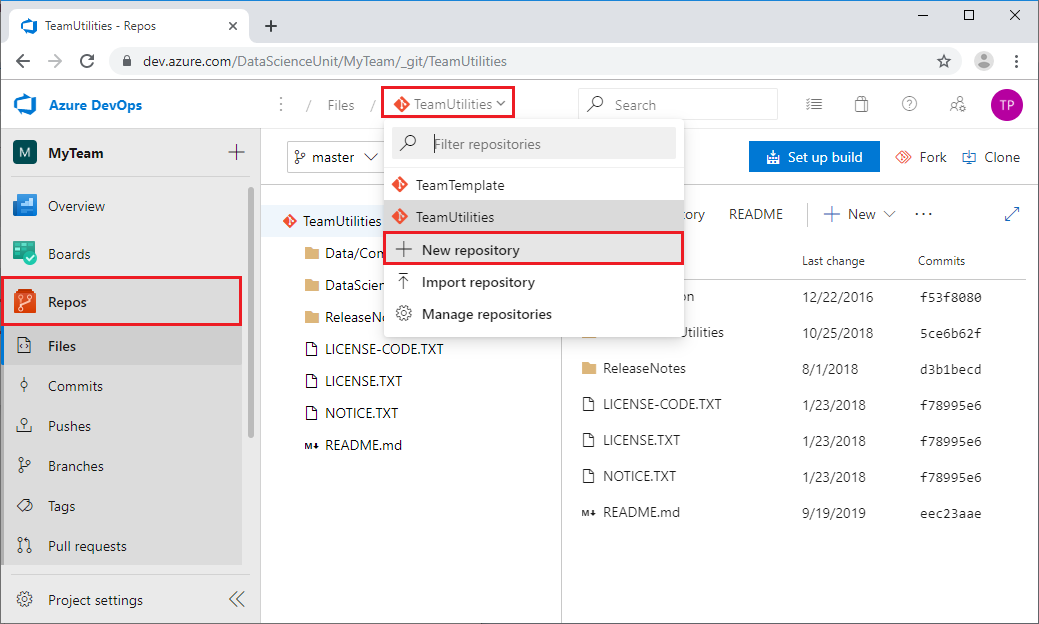 TeamUtilities - Repos
dev.azure.com/DataScienceUnit/MyTeam/_git/TeamUtilities
Azure DevOps
/ Files / TeamUtilities
Search
TP
M MyTeam
Overview
Boards
Repos
Files
Commits
Pushes
Branches
Tags
Pull requests
Project settings
master
Filter repositories
TeamTemplate
TeamUtilities
New repository
Import repository
Manage repositories
Set up build
Fork
Clone
TeamUtilities
Data/Com
DataScien
ReleaseNo
LICENSE-CODE.TXT
LICENSE.TXT
NOTICE.TXT
M↓ README.md
ory README New
Last change Commits
on 12/22/2016 f53f8080
Utilities 10/25/2018 5ce6b62f
ReleaseNotes 8/1/2018 d3b1becd
LICENSE-CODE.TXT 1/23/2018 f78995e6
LICENSE.TXT 1/23/2018 f78995e6
NOTICE.TXT 1/23/2018 f78995e6
M↓ README.md 9/19/2019 eec23aae